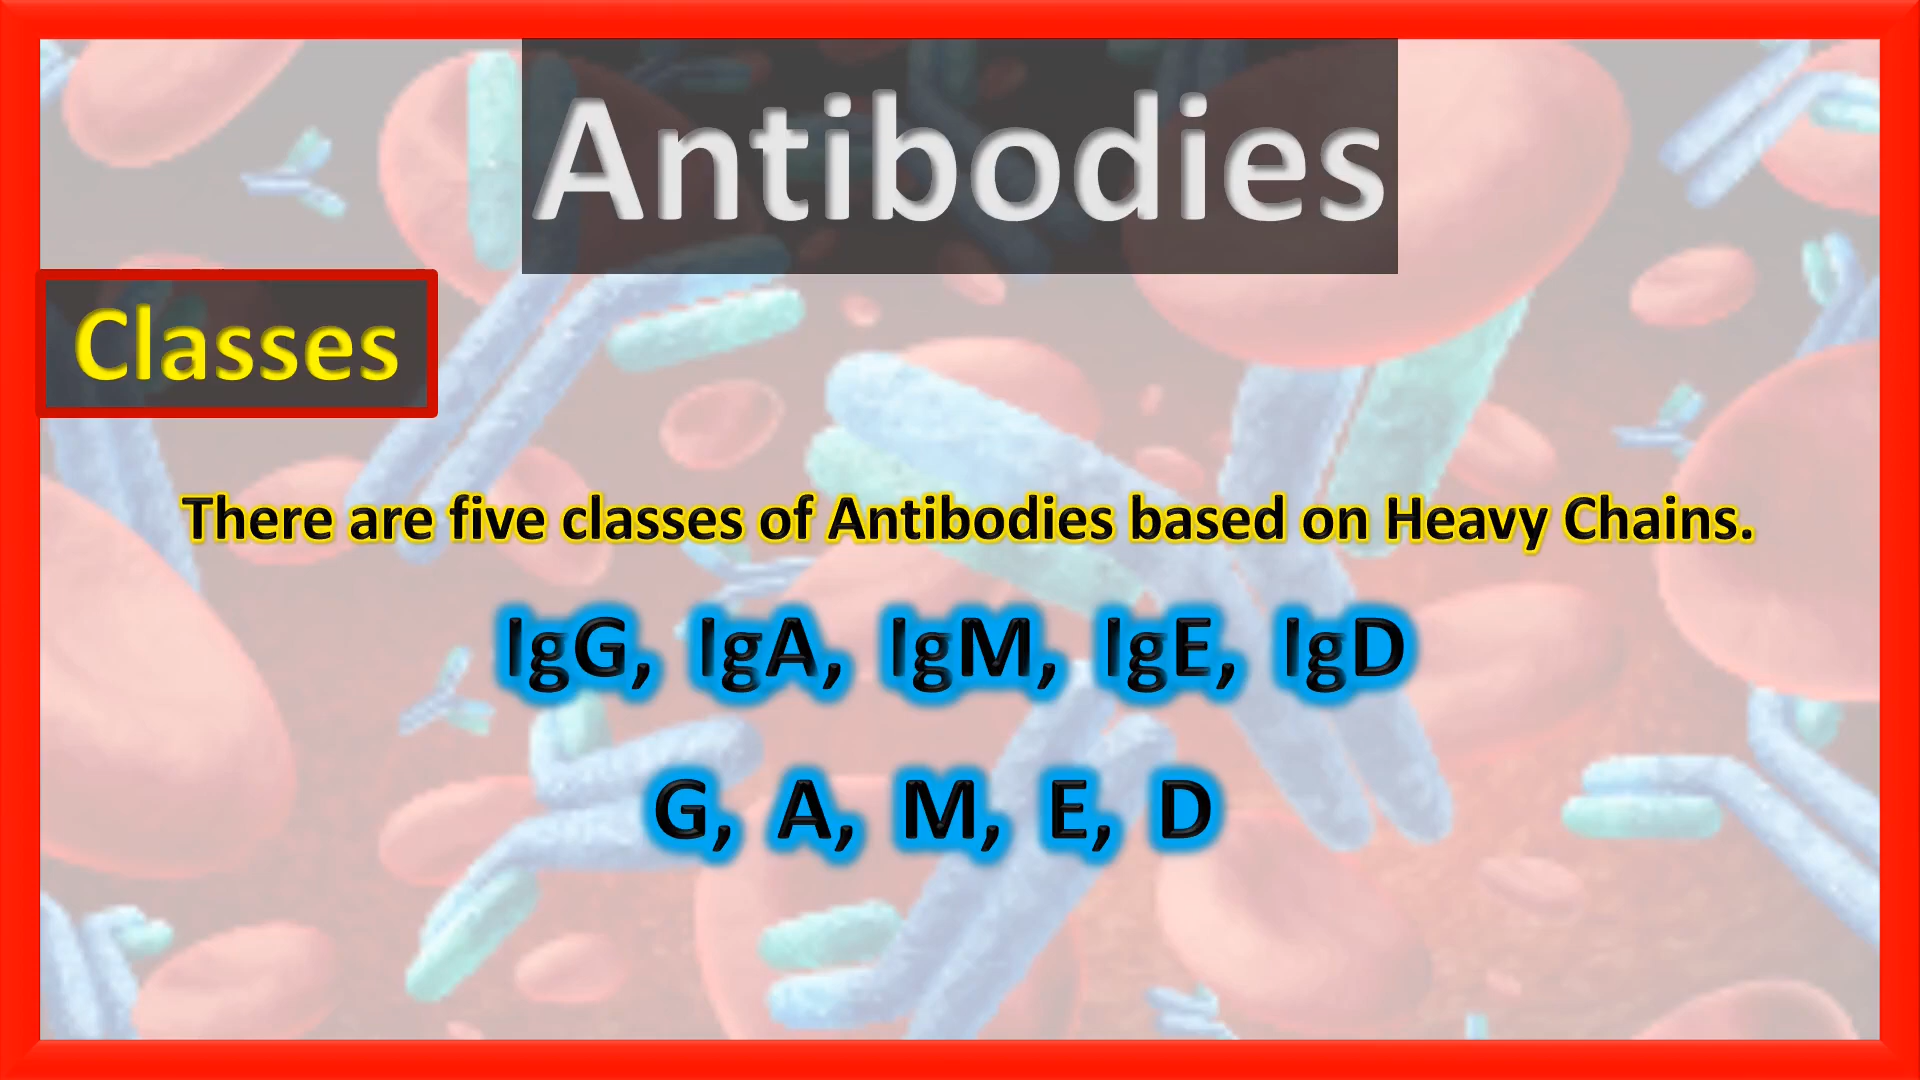 Antibodies
Classes
There are five classes of Antibodies based on Heavy Chains.
IgG, IgA, IgM, IgE, IgD
G, A, M, E, D